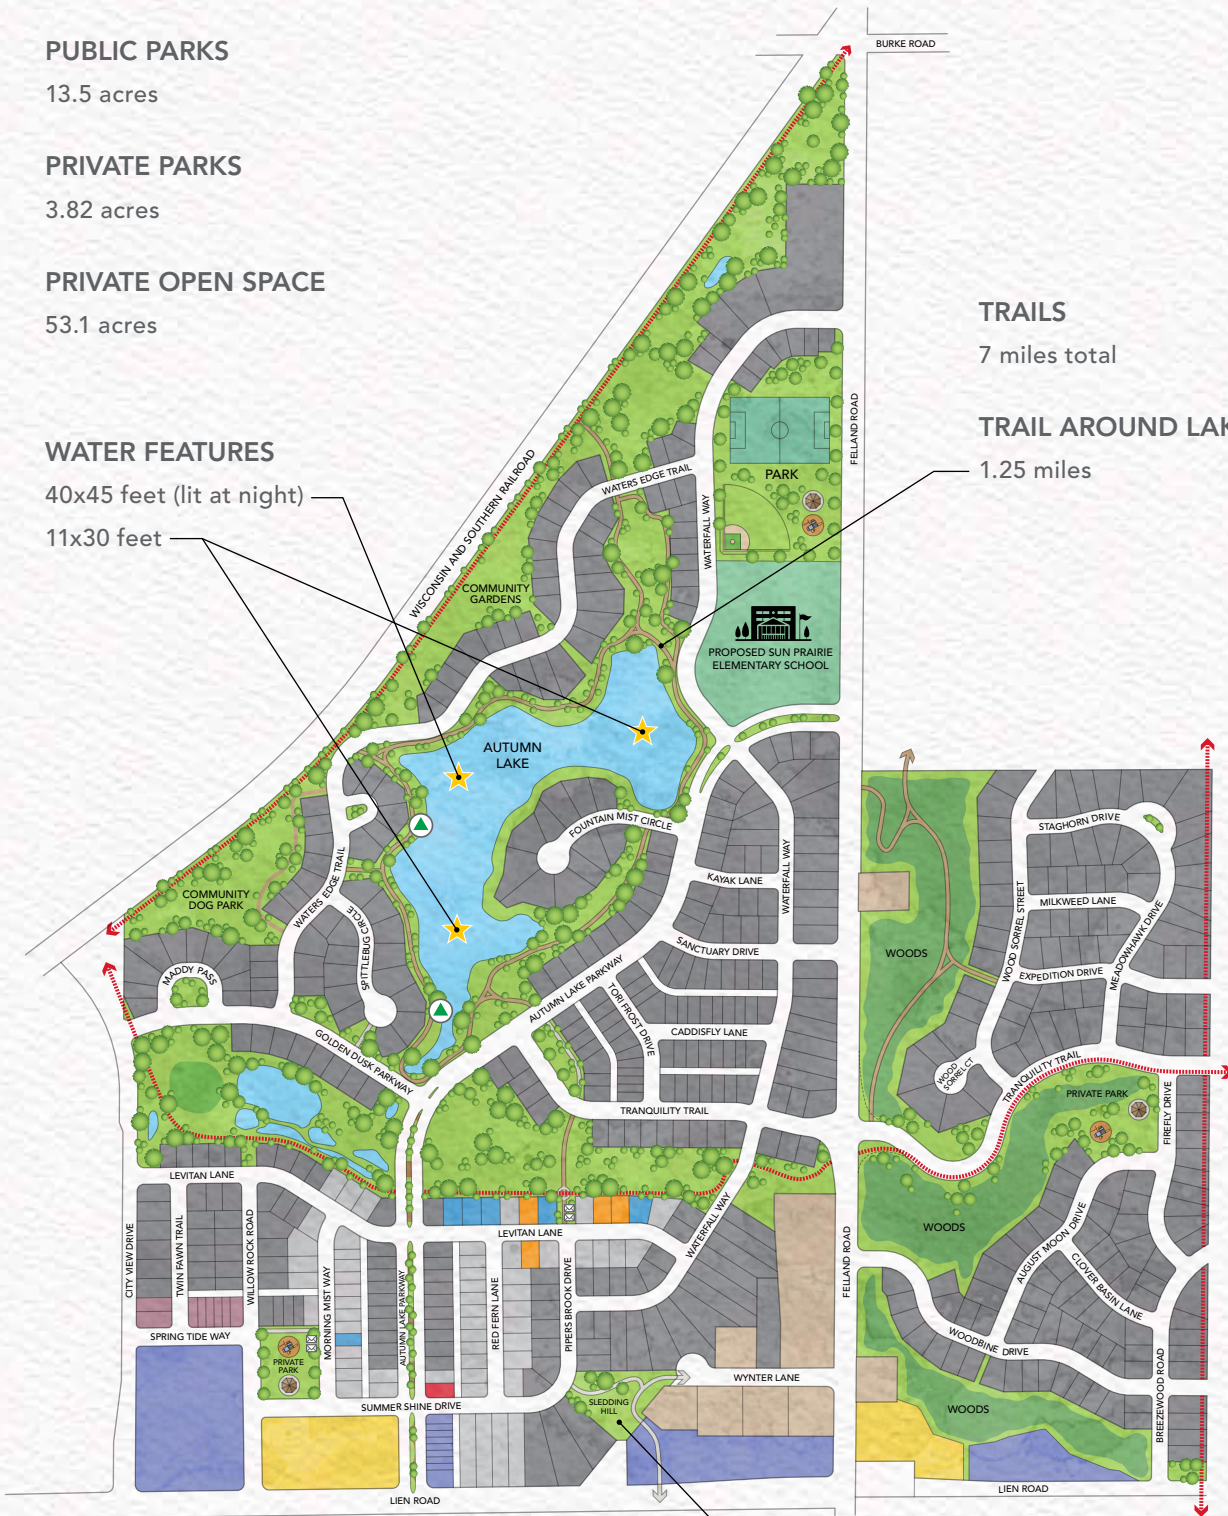 PUBLIC PARKS
13.5 acres
PRIVATE PARKS
3.82 acres
PRIVATE OPEN SPACE
53.1 acres
WATER FEATURES
40x45 feet (lit at night)
11x30 feet
BURKE ROAD
TRAILS
7 miles total
TRAIL AROUND LAK
1.25 miles
FELLAND ROAD
WISCONSIN AND SOUTHERN RAILROAD
WATERS EDGE TRAIL
PARK
WATERFALL WAY
COMMUNITY
GARDENS
PROPOSED SUN PRAIRIE
ELEMENTARY SCHOOL
AUTUMN
LAKE
FOUNTAIN MIST CIRCLE
STAGHORN DRIVE
WATERFALL WAY
KAYAK LANE
WATERS EDGE TRAIL
COMMUNITY
DOG PARK
MILKWEED LANE
WOOD SORREL STREET
MEADOWHAWK DRIVE
SPITTLEBUG CIRCLE
SANCTUARY DRIVE
WOODS
MADDY PASS
AUTUMN LAKE PARKWAY
EXPEDITION DRIVE
TORI FROST DRIVE
CADDISFLY LANE
GOLDEN DUSK PARKWAY
WOOD
SORREL CT
TRANQUILITY TRAIL
PRIVATE PARK
TRANQUILITY TRAIL
FIREFLY DRIVE
LEVITAN LANE
CITY VIEW DRIVE
TWIN FAWN TRAIL
WILLOW ROCK ROAD
WATERFALL WAY
WOODS
LEVITAN LANE
FELLAND ROAD
AUGUST MOON DRIVE
CLOVER BASIN LANE
MORNING MIST WAY
AUTUMN LAKE PARKWAY
RED FERN LANE
PIPERS BROOK DRIVE
SPRING TIDE WAY
WOODBINE DRIVE
PRIVATE
PARK
WYNTER LANE
BREEZEWOOD ROAD
SUMMER SHINE DRIVE
SLEDDING
HILL
WOODS
LIEN ROAD
LIEN ROAD